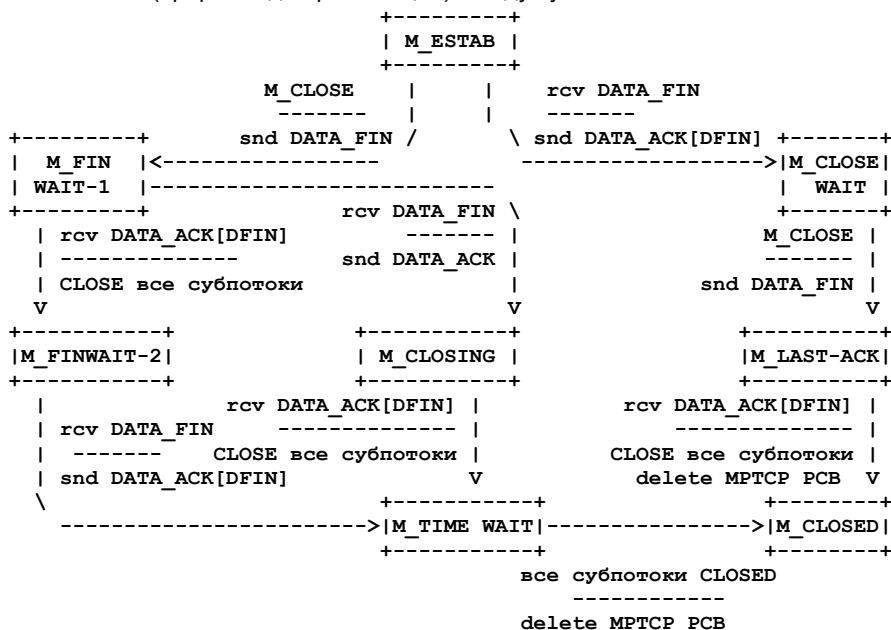 +---------+
| M_ESTAB |
+---------+
M_CLOSE | | rcv DATA_FIN
------- | | -------
+---------+ snd DATA_FIN / \ snd DATA_ACK[DFIN] +-------+
| M_FIN |<----------------- ------------------->|M_CLOSE|
| WAIT-1 |--------------------------- | WAIT |
+---------+ rcv DATA_FIN \ +-------+
| rcv DATA_ACK[DFIN] ------- | M_CLOSE |
| -------------- snd DATA_ACK | ------- |
| CLOSE все субпотоки | snd DATA_FIN |
V V V
+-----------+ +-----------+ +----------+
|M_FINWAIT-2| | M_CLOSING | |M_LAST-ACK|
+-----------+ +-----------+ +----------+
| rcv DATA_ACK[DFIN] | rcv DATA_ACK[DFIN] |
| rcv DATA_FIN -------------- | -------------- |
| ------- CLOSE все субпотоки | CLOSE все субпотоки |
| snd DATA_ACK[DFIN] V delete MPTCP PCB V
\ +-----------+ +--------+
------------------------>|M_TIME WAIT|---------------->|M_CLOSED|
+-----------+ +--------+
все субпотоки CLOSED
------------
delete MPTCP PCB